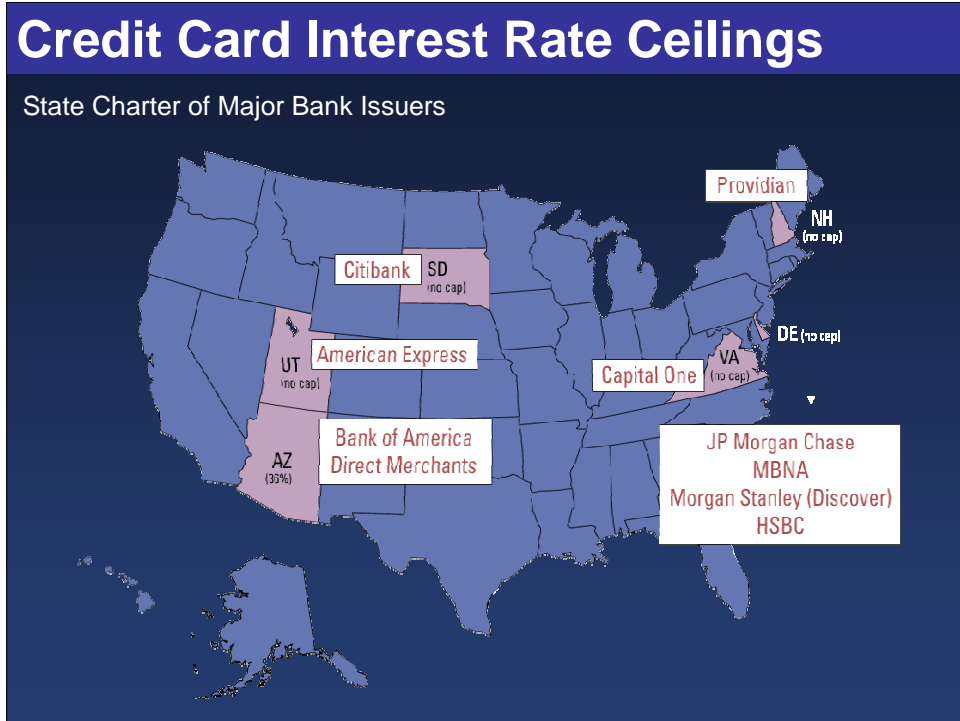 Credit Card Interest Rate Ceilings
State Charter of Major Bank Issuers
Providian
NH
(no cap)
Citibank
SD
(no cap)
DE (no cap)
UT
(no cap)
American Express
VA
(no cap)
Capital One
AZ
(36%)
Bank of America
Direct Merchants
JP Morgan Chase
MBNA
Morgan Stanley (Discover)
HSBC